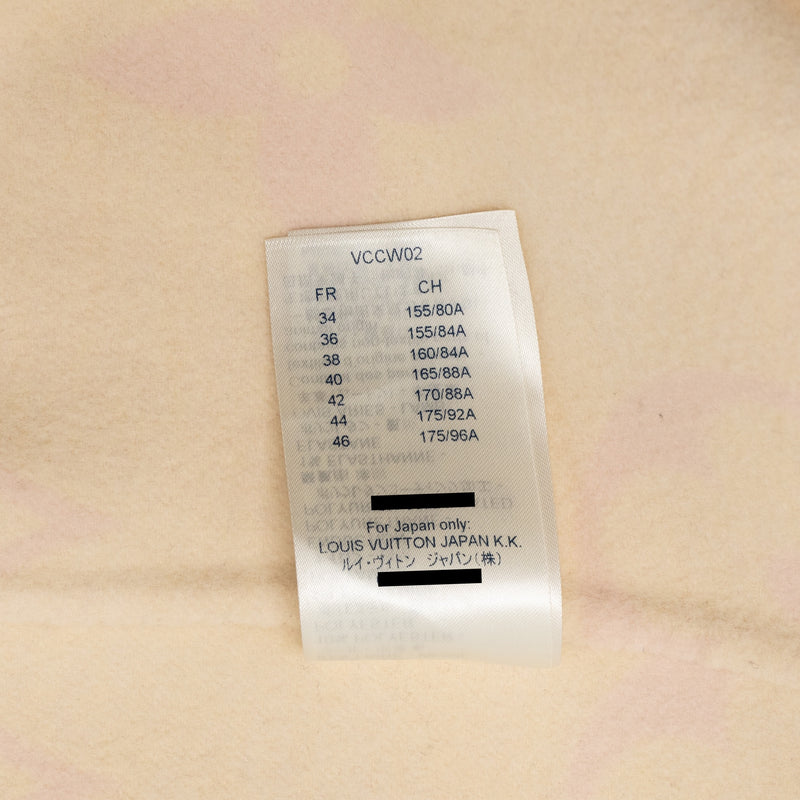 VCCW02
FR CH
34 155/80A
36 155/84A
38 160/84A
40 165/88A
42 170/88A
44 175/92A
46 175/96A
For Japan only:
LOUIS VUITTON JAPAN K.K.
ルイ・ヴィトン ジャパン(株)